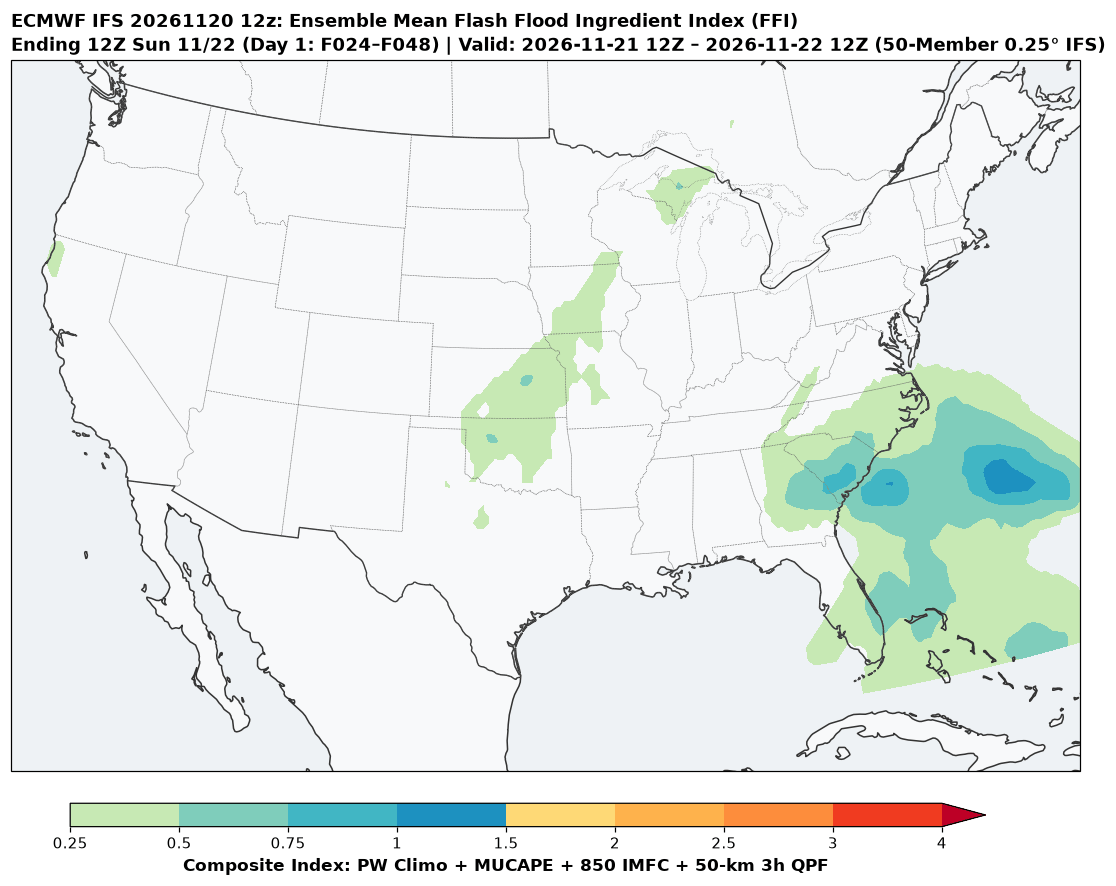 ECMWF IFS 20261120 12z: Ensemble Mean Flash Flood Ingredient Index (FFI)
Ending 12Z Sun 11/22 (Day 1: F024–F048) | Valid: 2026-11-21 12Z – 2026-11-22 12Z (50-Member 0.25° IFS)
0.25 0.5 0.75 1 1.5 2 2.5 3 4
Composite Index: PW Climo + MUCAPE + 850 IMFC + 50-km 3h QPF